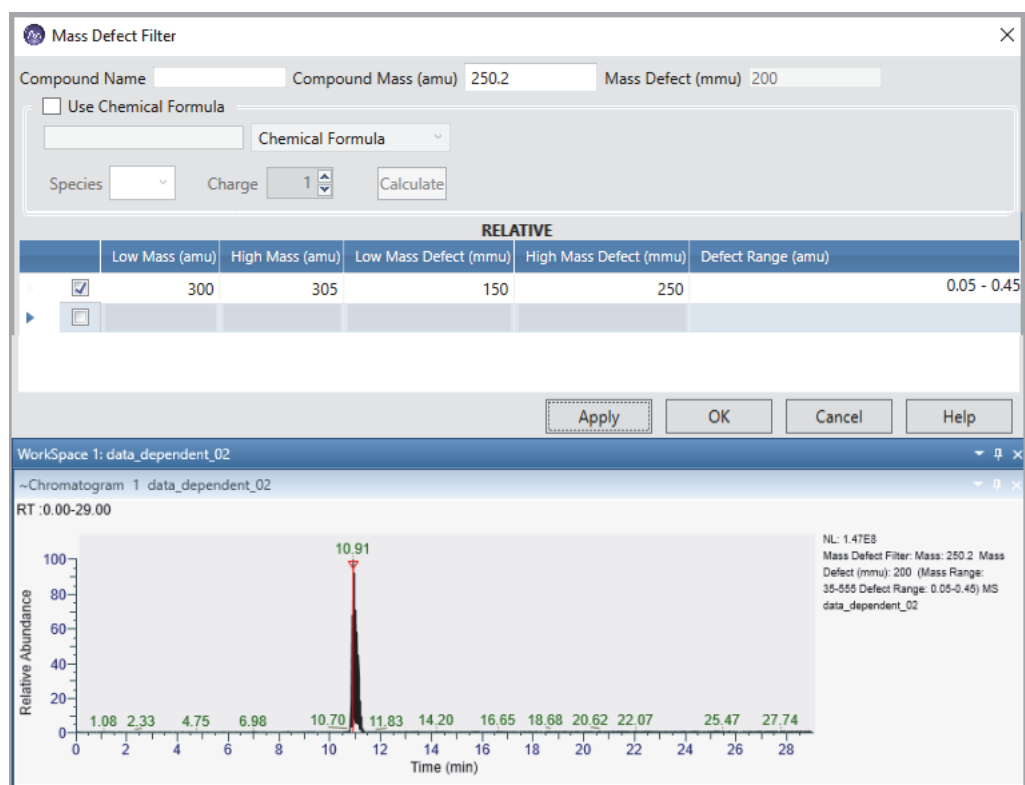 Mass Defect Filter
Compound Name Compound Mass (amu) 250.2 Mass Defect (mmu) 200
Use Chemical Formula
Chemical Formula
Species Charge 1 Calculate
RELATIVE
Low Mass (amu) High Mass (amu) Low Mass Defect (mmu) High Mass Defect (mmu) Defect Range (amu)
300 305 150 250 0.05 - 0.45
Apply OK Cancel Help
WorkSpace 1: data_dependent_02
~Chromatogram 1 data_dependent_02
RT :0.00-29.00
NL: 1.47E8
Mass Defect Filter: Mass: 250.2 Mass
Defect (mmu): 200 (Mass Range:
35-555 Defect Range: 0.05-0.45) MS
data_dependent_02
10.91
100
80
60
40
20
0
Relative Abundance
1.08 2.33 4.75 6.98 10.70 11.83 14.20 16.65 18.68 20.62 22.07 25.47 27.74
0 2 4 6 8 10 12 14 16 18 20 22 24 26 28
Time (min)